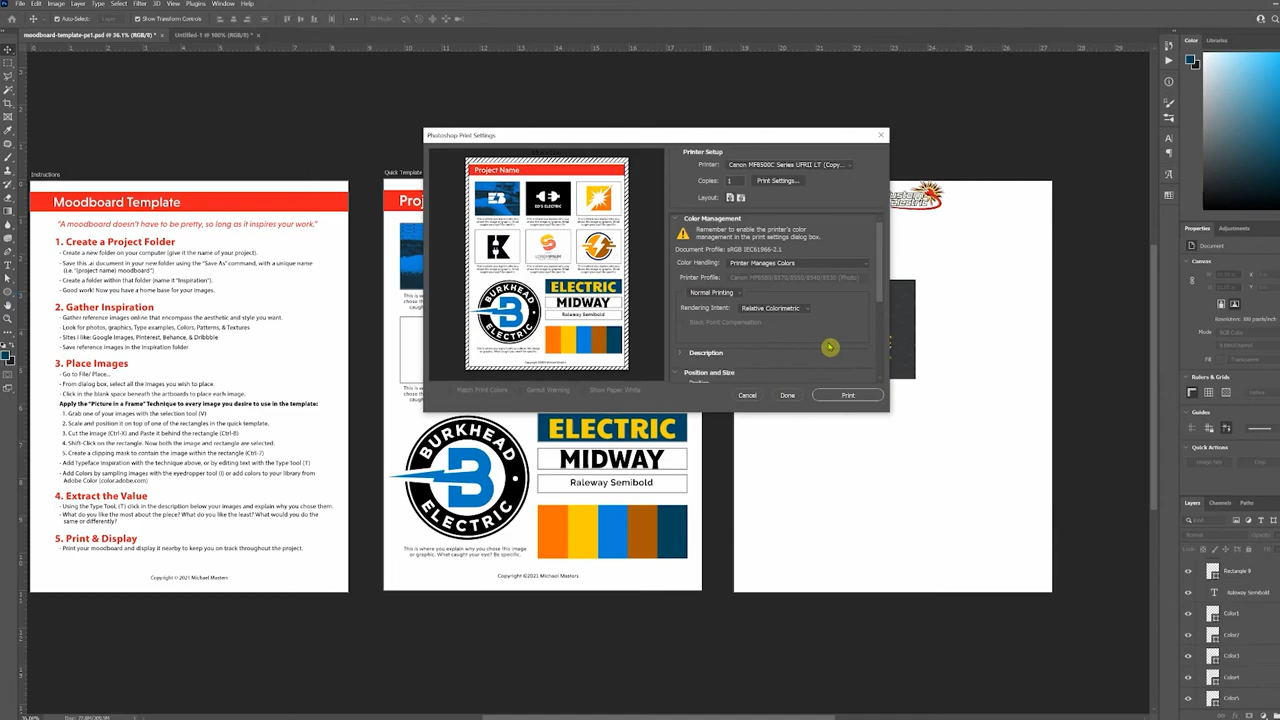 File Edit Image Layer Type Select Filter 3D View Plugins Window Help
Auto-Select: Layer Show Transform Controls 3D Mode
moodboard-template-ps1.psd @ 36.1% (RGB/8) * × Untitled-1 @ 100% (RGB/8) * ×
Instructions
Moodboard Template
"A moodboard doesn't have to be pretty, so long as it inspires your work."
1. Create a Project Folder
- Create a new folder on your computer (give it the name of your project).
- Save this .ai document in your new folder using the "Save As" command, with a unique name
(i.e. "(project name) moodboard")
- Create a folder within that folder (name it "Inspiration").
- Good work! Now you have a home base for your images.
2. Gather Inspiration
- Gather reference images online that encompass the aesthetic and style you want.
- Look for photos, graphics, Type examples, Colors, Patterns, & Textures
- Sites I like: Google Images, Pinterest, Behance, & Dribbble
- Save reference images in the Inspiration folder
3. Place Images
- Go to File/ Place...
- From dialog box, select all the images you wish to place.
- Click in the blank space beneath the artboards to place each image.
Apply the "Picture in a Frame" Technique to every image you desire to use in the template:
1. Grab one of your images with the selection tool (V)
2. Scale and position it on top of one of the rectangles in the quick template.
3. Cut the image (Ctrl-X) and Paste it behind the rectangle (Ctrl-B)
4. Shift-Click on the rectangle. Now both the image and rectangle are selected.
5. Create a clipping mask to contain the image within the rectangle (Ctrl-7)
- Add Typeface inspiration with the technique above, or by editing text with the Type Tool (T)
- Add Colors by sampling images with the eyedropper tool (I) or add colors to your library from
Adobe Color (color.adobe.com)
4. Extract the Value
- Using the Type Tool, (T) click in the description below your images and explain why you chose them.
- What do you like the most about the piece? What do you like the least? What would you do the
same or differently?
5. Print & Display
- Print your moodboard and display it nearby to keep you on track throughout the project.
Copyright © 2021 Michael Masters
Quick Template
BURKHEAD
B
ELECTRIC
ELECTRIC
MIDWAY
Raleway Semibold
This is where you explain why you chose this image
or graphic. What caught your eye? Be specific.
Copyright ©2021 Michael Masters
Photoshop Print Settings
Project Name
ED'S ELECTRIC
K
BURKHEAD
B
ELECTRIC
ELECTRIC
MIDWAY
Raleway Semibold
Match Print Colors Gamut Warning Show Paper White
Printer Setup
Printer: Canon MF8500C Series UFRII LT (Copy...
Copies: 1 Print Settings...
Layout:
Color Management
Remember to enable the printer's color
management in the print settings dialog box.
Document Profile: sRGB IEC61966-2.1
Color Handling: Printer Manages Colors
Normal Printing
Rendering Intent: Relative Colorimetric
Black Point Compensation
Description
Position and Size
Cancel Done Print
Color Libraries
Properties Adjustments
Document
Canvas
Resolution: 300 pixels/inch
Mode
Rulers & Grids
Guides
Quick Actions
Layers Channels Paths
Rectangle 9
Raleway Semibold
Color1
Color2
Color3
Color4
Color5